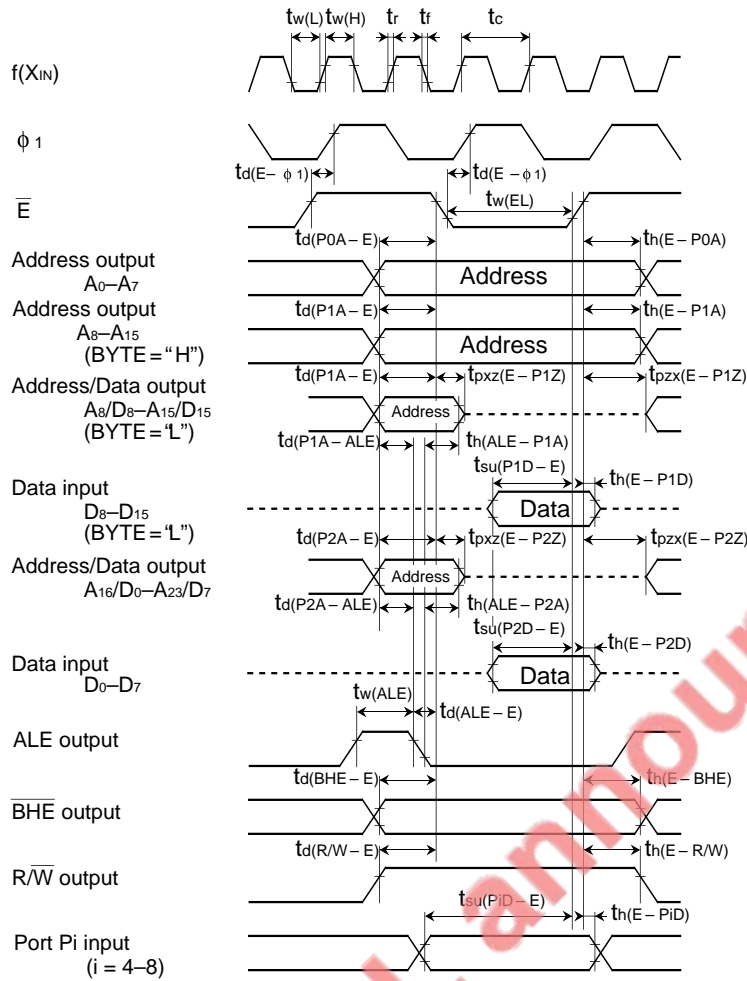 tw(L) tw(H) tr tf tc
f(XIN)
ϕ 1
td(E− ϕ 1) td(E − ϕ 1)
E̅ tw(EL)
td(P0A − E) th(E − P0A)
Address output
A0–A7 Address
td(P1A − E) th(E − P1A)
Address output
A8–A15 Address
(BYTE = “H”)
td(P1A − E) tpxz(E − P1Z) tpzx(E − P1Z)
Address/Data output
A8/D8–A15/D15 Address
(BYTE = “L”)
td(P1A − ALE) th(ALE − P1A)
tsu(P1D − E) th(E − P1D)
Data input
D8–D15 Data
(BYTE = “L”)
td(P2A − E) tpxz(E − P2Z) tpzx(E − P2Z)
Address/Data output
A16/D0–A23/D7 Address
td(P2A − ALE) th(ALE − P2A)
tsu(P2D − E) th(E − P2D)
Data input
D0–D7 Data
tw(ALE) td(ALE − E)
ALE output
td(BHE − E) th(E − BHE)
B̅H̅E̅ output
td(R/W − E) th(E − R/W)
R/W̅ output
tsu(PiD − E) th(E − PiD)
Port Pi input
(i = 4–8)
announ